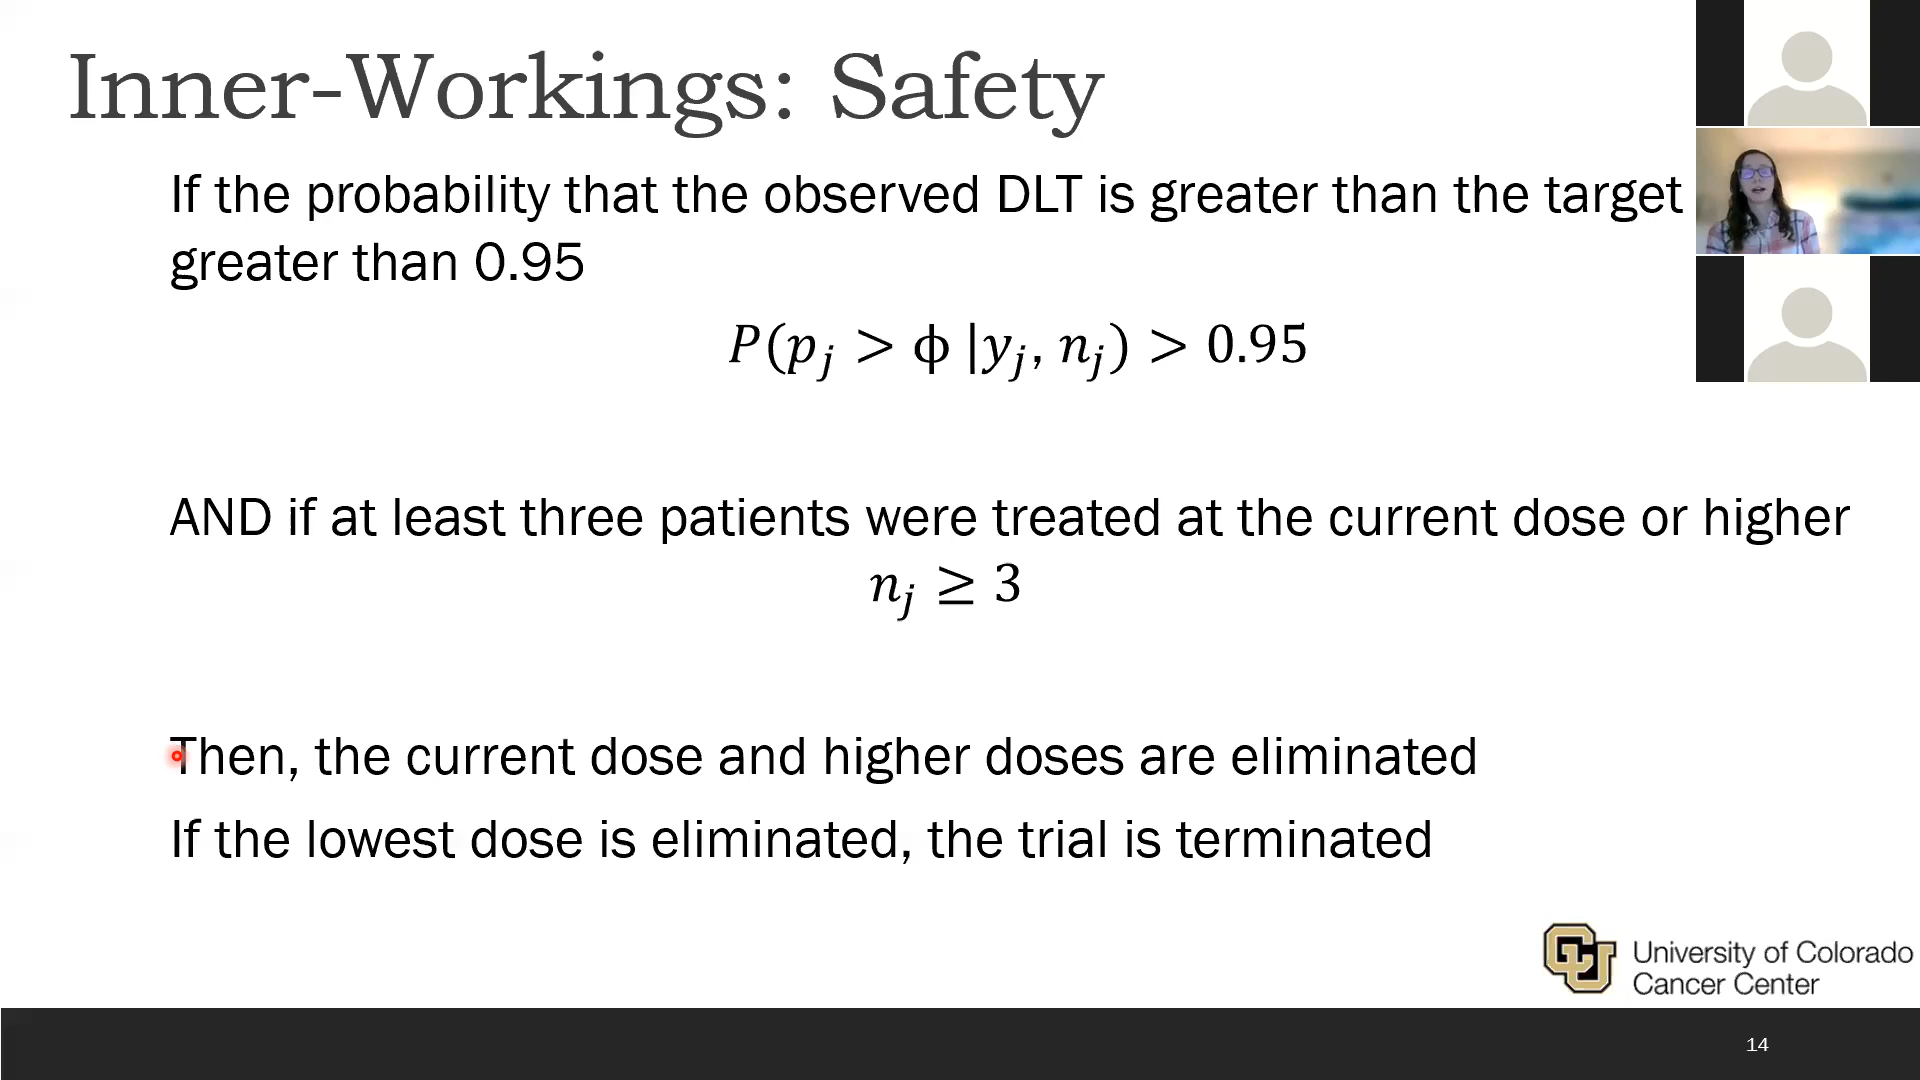 Inner-Workings: Safety
If the probability that the observed DLT is greater than the target
greater than 0.95
P(pⱼ > ϕ |yⱼ, nⱼ) > 0.95
AND if at least three patients were treated at the current dose or higher
nⱼ ≥ 3
Then, the current dose and higher doses are eliminated
If the lowest dose is eliminated, the trial is terminated
University of Colorado
Cancer Center
14